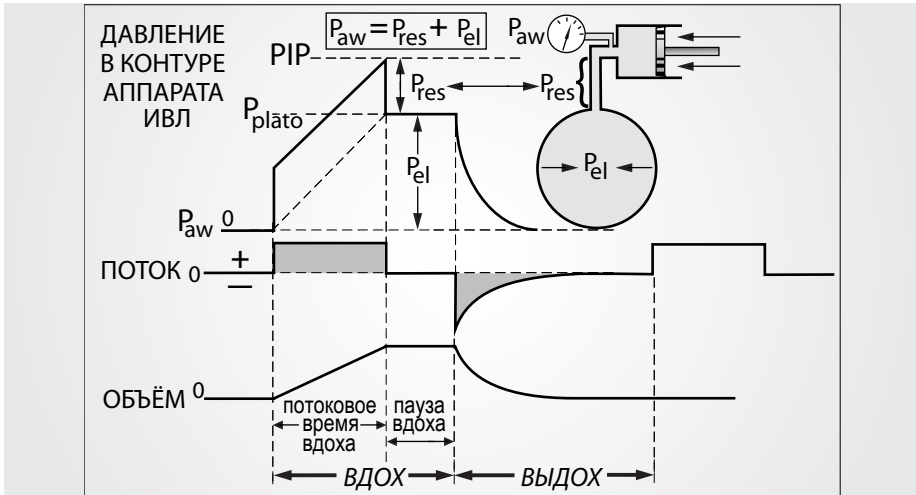 ДАВЛЕНИЕ
В КОНТУРЕ
АППАРАТА
ИВЛ
Paw = Pres + Pel
PIP
Pplato
Pres
Pres
Paw
Pel
Pel
Paw 0
ПОТОК 0 + –
ОБЪЁМ 0
потоковое
время
вдоха
пауза
вдоха
ВДОХ
ВЫДОХ